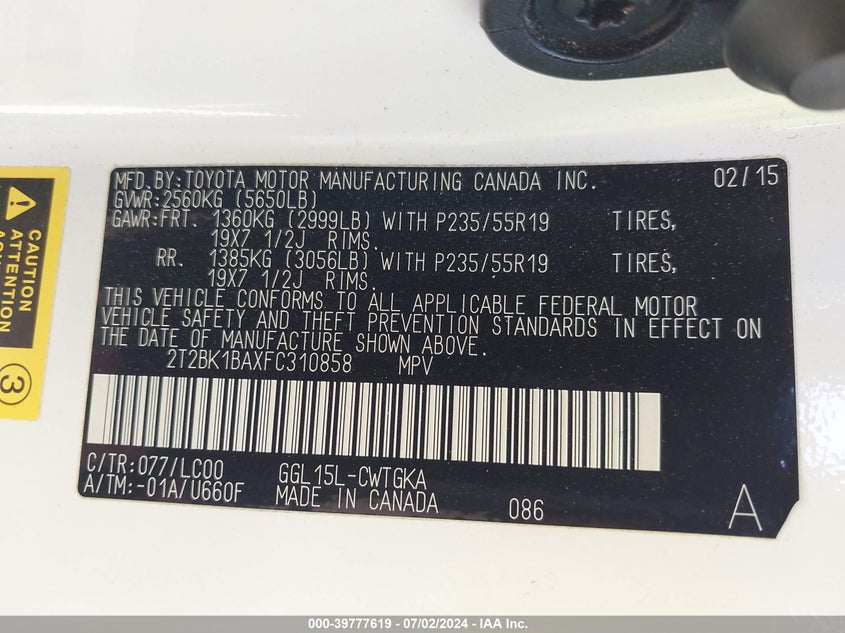 MFD.BY:TOYOTA MOTOR MANUFACTURING CANADA INC. 02/15
GVWR:2560KG (5650LB)
GAWR:FRT. 1360KG (2999LB) WITH P235/55R19 TIRES,
19X7 1/2J RIMS.
RR. 1385KG (3056LB) WITH P235/55R19 TIRES,
19X7 1/2J RIMS.
THIS VEHICLE CONFORMS TO ALL APPLICABLE FEDERAL MOTOR
VEHICLE SAFETY AND THEFT PREVENTION STANDARDS IN EFFECT ON
THE DATE OF MANUFACTURE SHOWN ABOVE.
2T2BK1BAXFC310858 MPV
C/TR:077/LC00 GGL15L-CWTGKA
A/TM:-01A/U660F MADE IN CANADA 086 A
CAUTION
ATTENTION
3
000-39777619 - 07/02/2024 - IAA Inc.